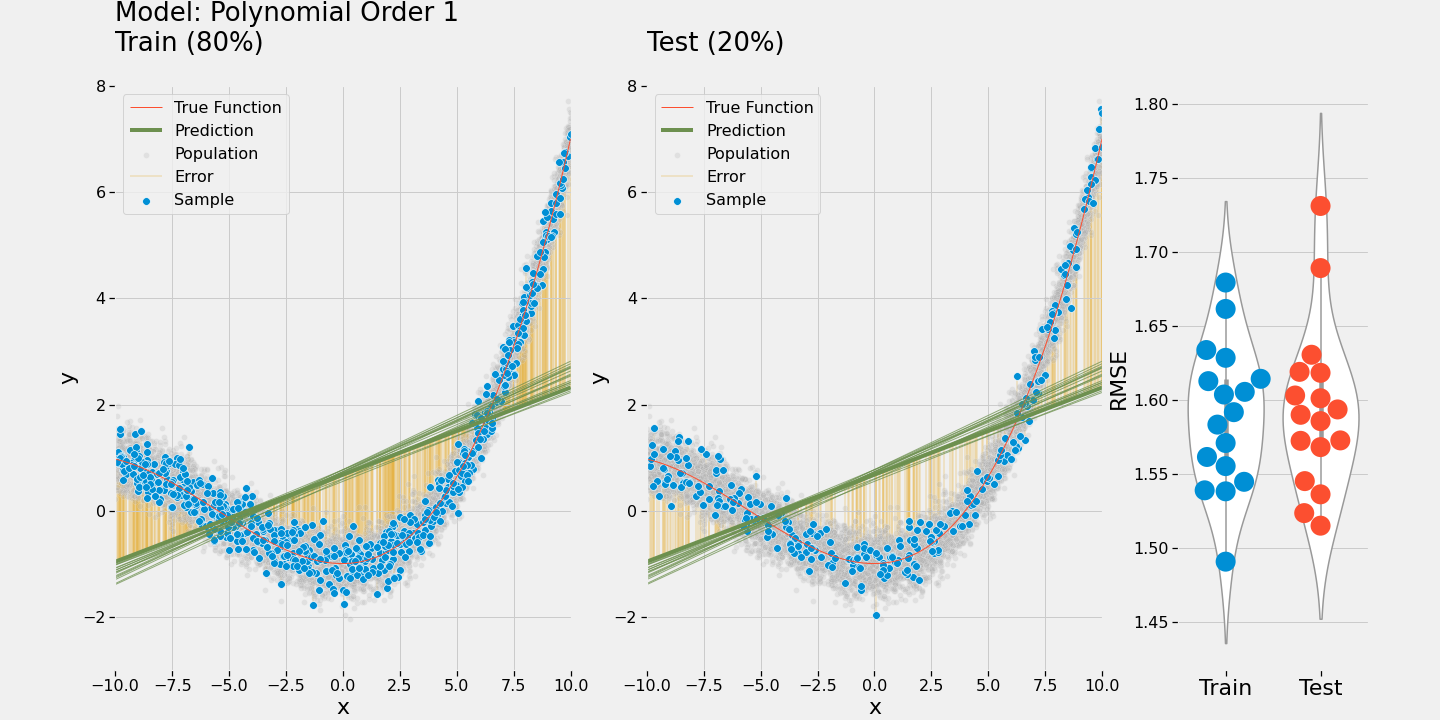 Model: Polynomial Order 1
Train (80%)
Test (20%)
True Function
Prediction
Population
Error
Sample
8
6
4
2
0
−2
y
−10.0 −7.5 −5.0 −2.5 0.0 2.5 5.0 7.5 10.0
x
True Function
Prediction
Population
Error
Sample
8
6
4
2
0
−2
y
−10.0 −7.5 −5.0 −2.5 0.0 2.5 5.0 7.5 10.0
x
1.80
1.75
1.70
1.65
1.60
1.55
1.50
1.45
RMSE
Train Test